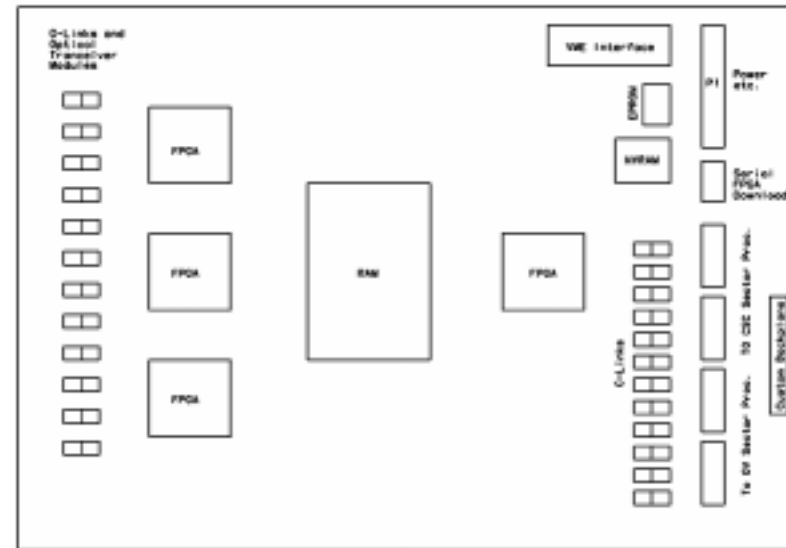 O-Links and
Optical
Transceiver
Modules
VME Interface
P1
Power
etc.
EPROM
FPGA
NVRAM
Serial
FPGA
Download
RAM
FPGA
FPGA
FPGA
C-Links
TO CSC Sector Proc.
To DV Sector Proc.
Custom Backplane